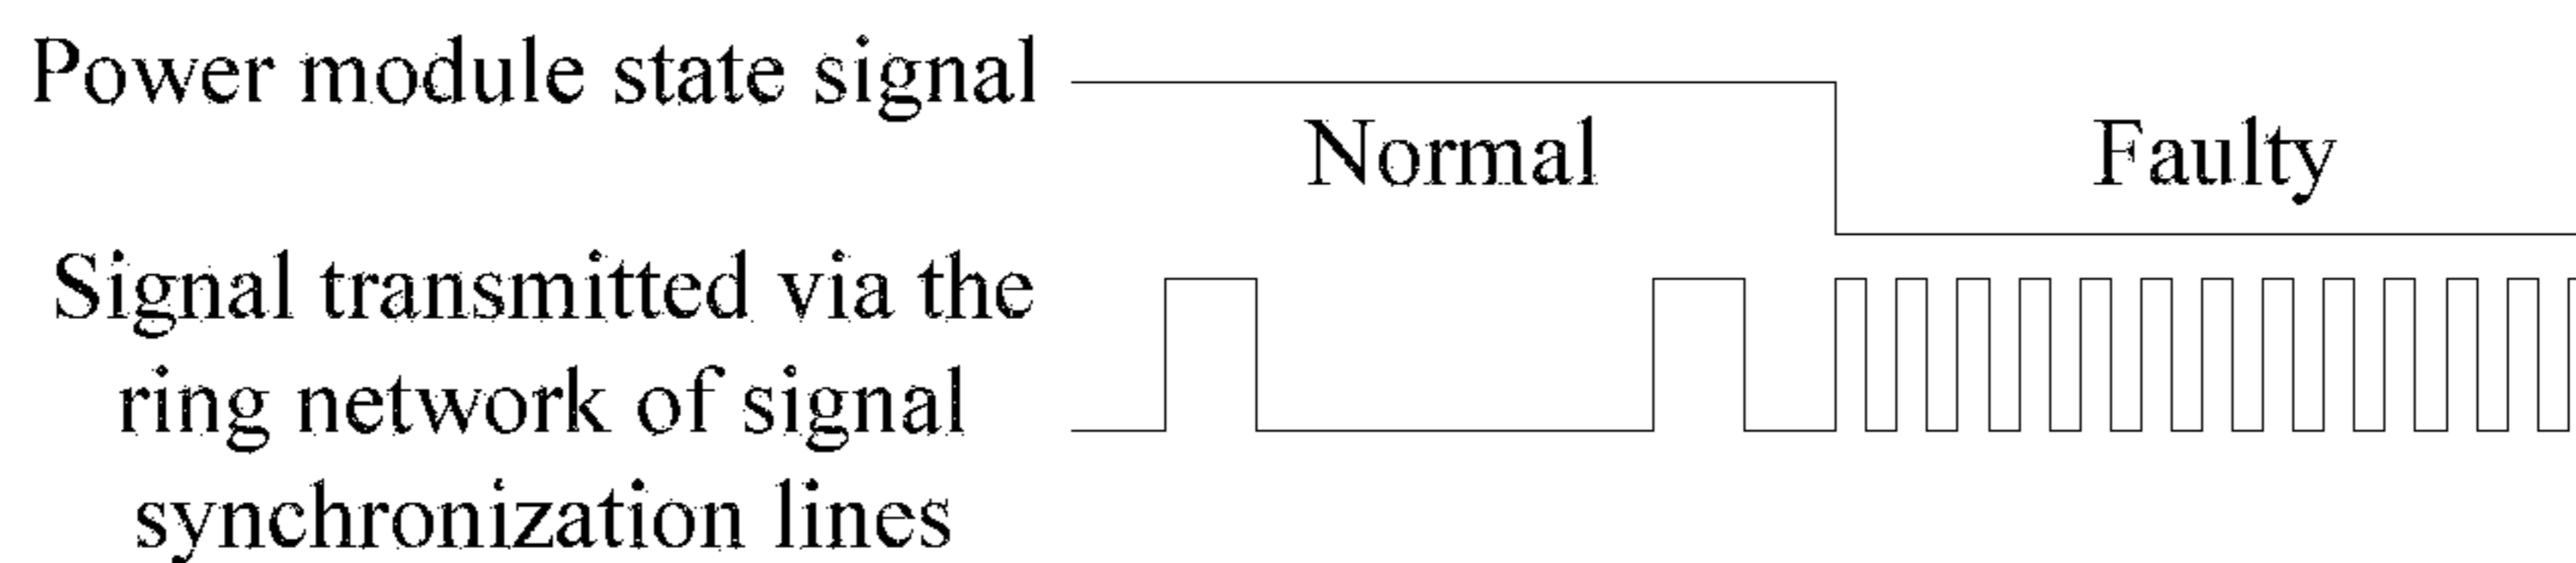 Power module state signal
Normal
Faulty
Signal transmitted via the
ring network of signal
synchronization lines